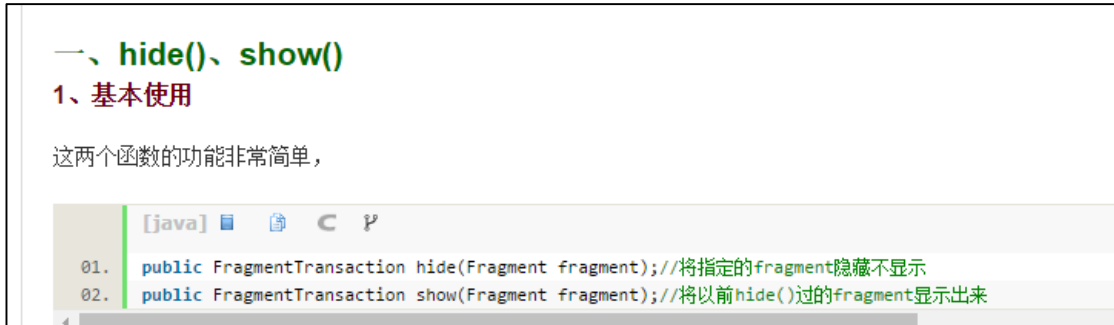 一、hide()、show()
1、基本使用
这两个函数的功能非常简单，
[java]
01. public FragmentTransaction hide(Fragment fragment);//将指定的fragment隐藏不显示
02. public FragmentTransaction show(Fragment fragment);//将以前hide()过的fragment显示出来